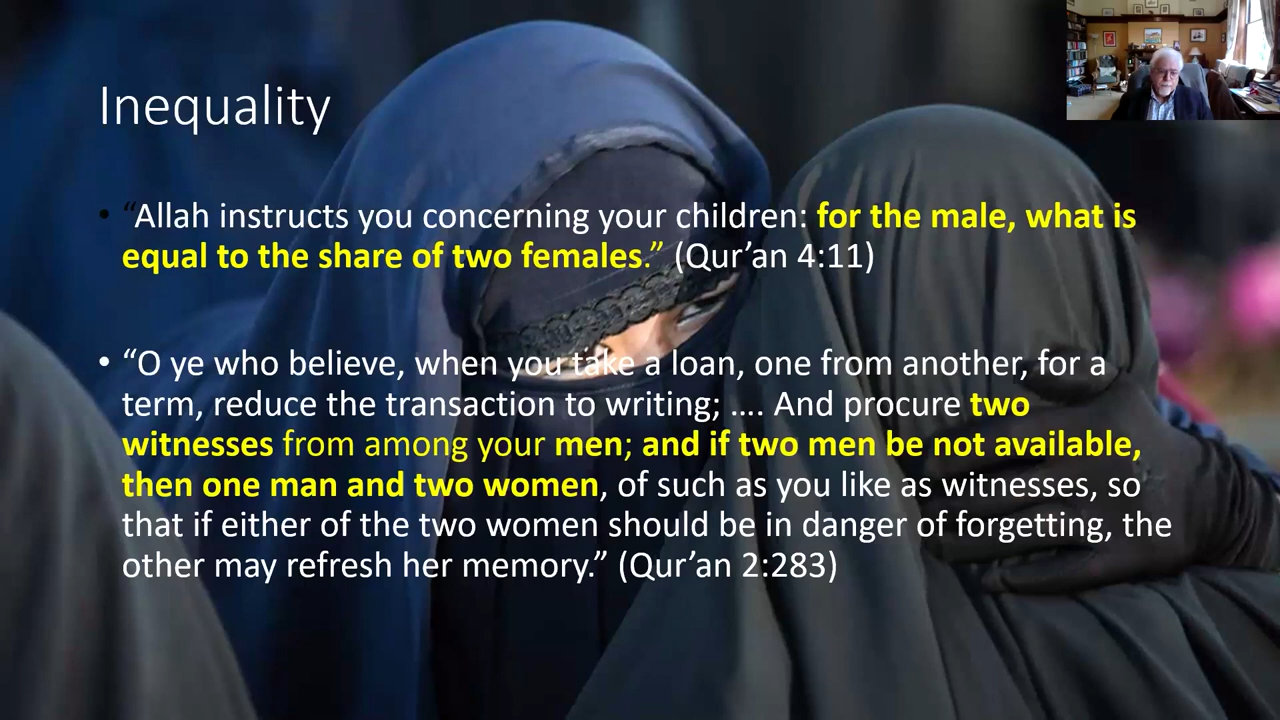 Inequality
• “Allah instructs you concerning your children: for the male, what is
equal to the share of two females.” (Qur’an 4:11)
• “O ye who believe, when you take a loan, one from another, for a
term, reduce the transaction to writing; …. And procure two
witnesses from among your men; and if two men be not available,
then one man and two women, of such as you like as witnesses, so
that if either of the two women should be in danger of forgetting, the
other may refresh her memory.” (Qur’an 2:283)